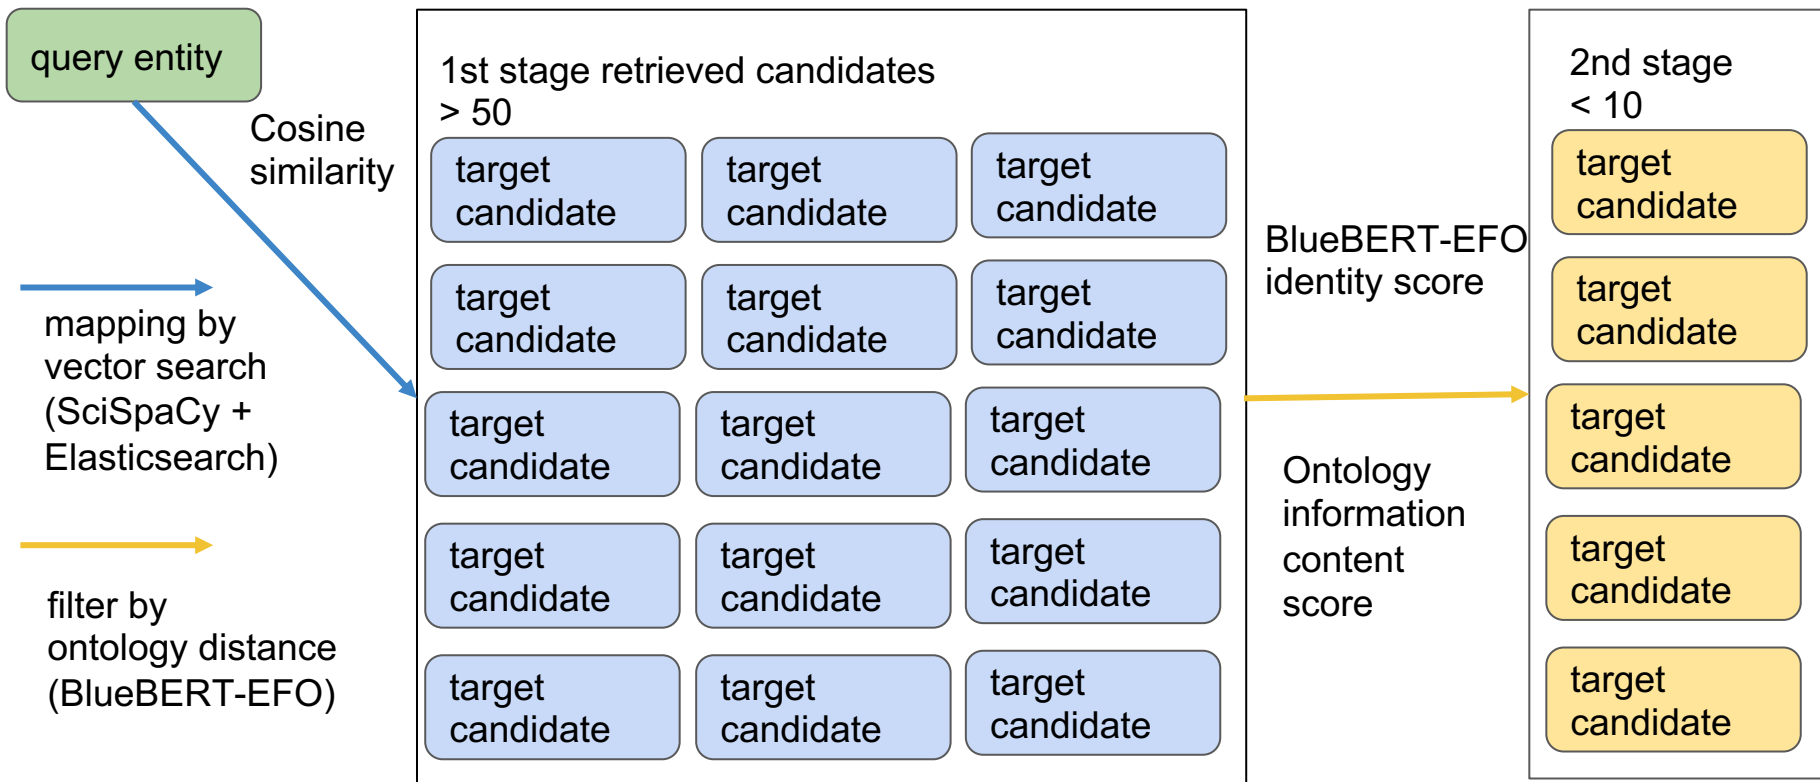 query entity
Cosine
similarity
mapping by
vector search
(SciSpaCy +
Elasticsearch)
filter by
ontology distance
(BlueBERT-EFO)
1st stage retrieved candidates
> 50
target
candidate
target
candidate
target
candidate
target
candidate
target
candidate
target
candidate
target
candidate
target
candidate
target
candidate
target
candidate
target
candidate
target
candidate
target
candidate
target
candidate
target
candidate
BlueBERT-EFO
identity score
Ontology
information
content
score
2nd stage
< 10
target
candidate
target
candidate
target
candidate
target
candidate
target
candidate